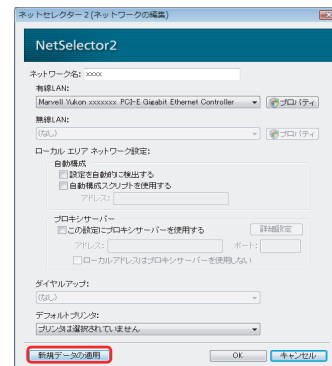 ネットセレクター2(ネットワークの編集)
NetSelector2
ネットワーク名: xxxx
有線LAN:
Marvell Yukon xxxxxxx PCI-E Gigabit Ethernet Controller
プロパティ
無線LAN:
(なし)
プロパティ
ローカル エリア ネットワーク設定:
自動構成
設定を自動的に検出する
自動構成スクリプトを使用する
アドレス:
プロキシサーバー
この設定にプロキシサーバーを使用する
詳細設定
アドレス: ポート:
ローカルアドレスはプロキシサーバーを使用しない
ダイヤルアップ:
(なし)
デフォルトプリンタ:
プリンタは選択されていません
新規データの適用 OK キャンセル